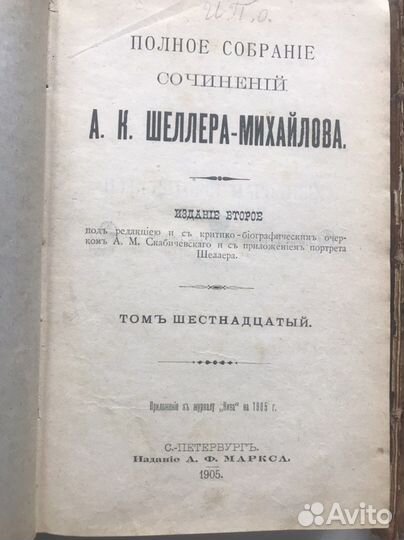 ПОЛНОЕ СОБРАНІЕ
СОЧИНЕНІЙ
А. К. ШЕЛЛЕРА-МИХАЙЛОВА.
ИЗДАНІЕ ВТОРОЕ
подъ редакціею и съ критико-біографическимъ очер-
комъ А. М. Скабичевскаго и съ приложеніемъ портрета
Шеллера.
ТОМЪ ШЕСТНАДЦАТЫЙ.
Приложеніе къ журналу „Нива" на 1905 г.
С.-ПЕТЕРБУРГЪ.
Изданіе А. Ф. МАРКСА.
1905.
Avito